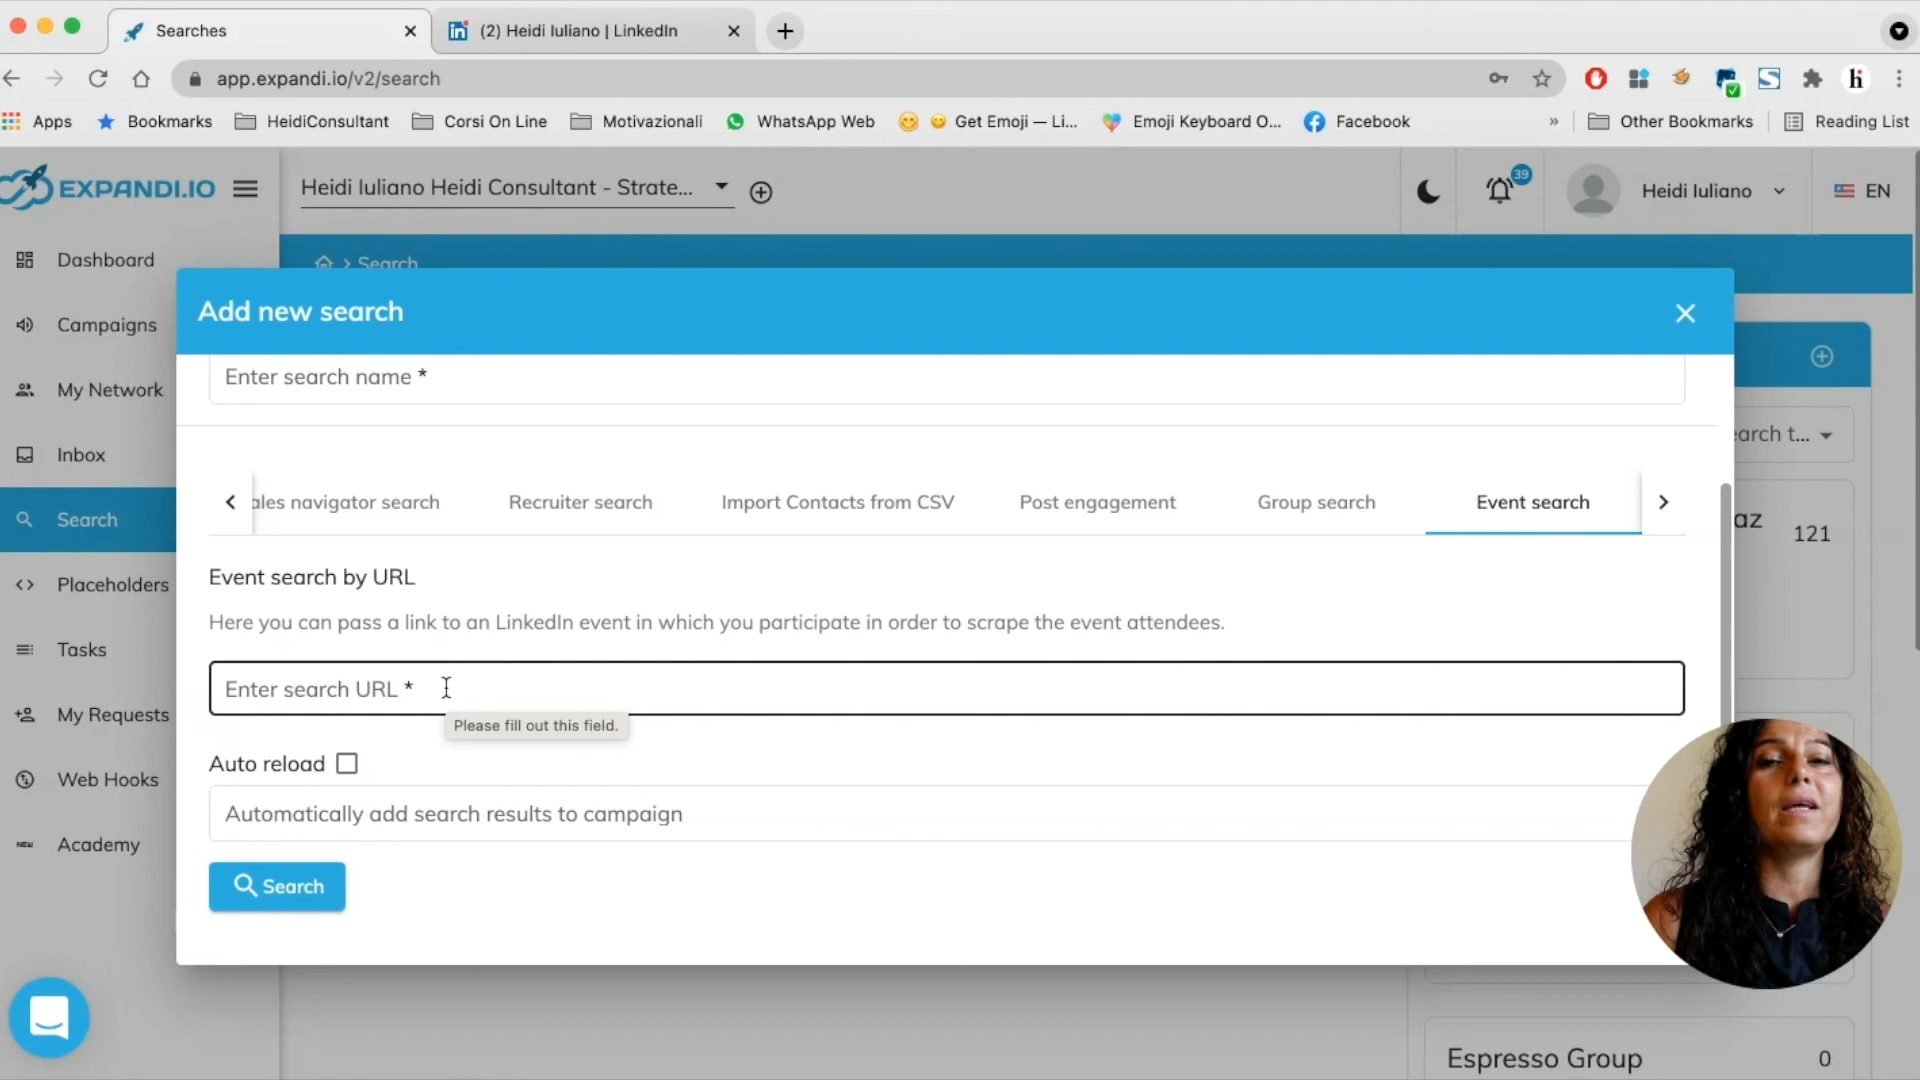 Searches
(2) Heidi Iuliano | LinkedIn
app.expandi.io/v2/search
Apps
Bookmarks
HeidiConsultant
Corsi On Line
Motivazionali
WhatsApp Web
Get Emoji — Li...
Emoji Keyboard O...
Facebook
»
Other Bookmarks
Reading List
EXPANDI.IO
Heidi Iuliano Heidi Consultant - Strate...
39
Heidi Iuliano
EN
Dashboard
Campaigns
My Network
Inbox
Search
Placeholders
Tasks
My Requests
Web Hooks
NEW Academy
> Search
Add new search
Enter search name *
ales navigator search
Recruiter search
Import Contacts from CSV
Post engagement
Group search
Event search
Event search by URL
Here you can pass a link to an LinkedIn event in which you participate in order to scrape the event attendees.
Enter search URL *
Please fill out this field.
Auto reload
Automatically add search results to campaign
Search
earch t...
az
121
Espresso Group
0